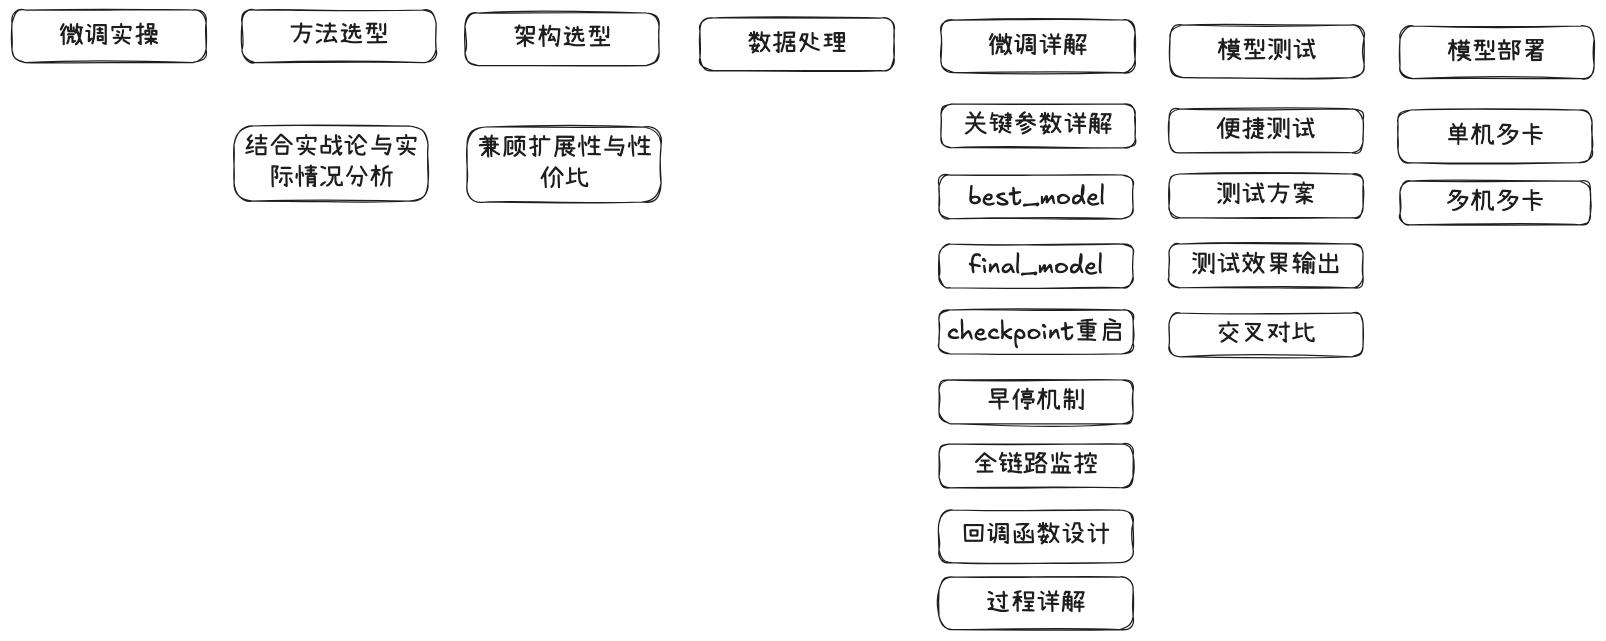 微调实操
方法选型
架构选型
数据处理
微调详解
模型测试
模型部署
结合实战论与实
际情况分析
兼顾扩展性与性
价比
关键参数详解
best_model
final_model
checkpoint重启
早停机制
全链路监控
回调函数设计
过程详解
便捷测试
测试方案
测试效果输出
交叉对比
单机多卡
多机多卡